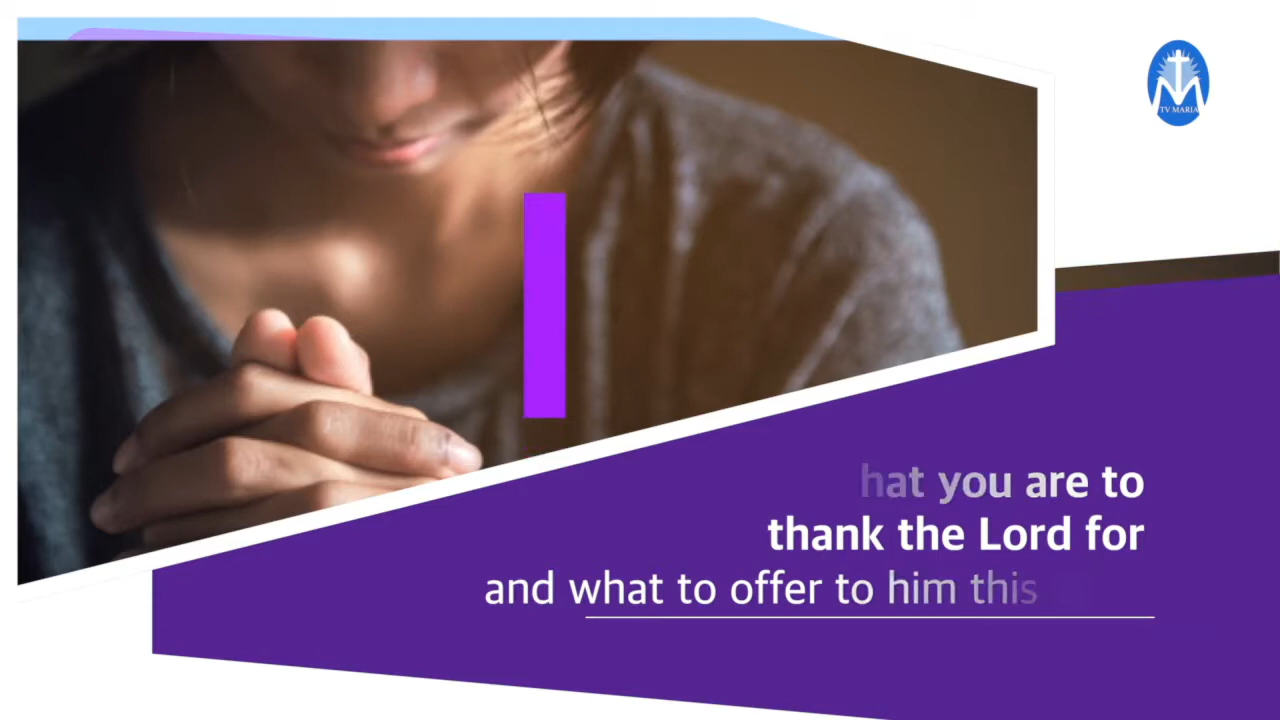 TV MARIA
hat you are to
thank the Lord for
and what to offer to him this